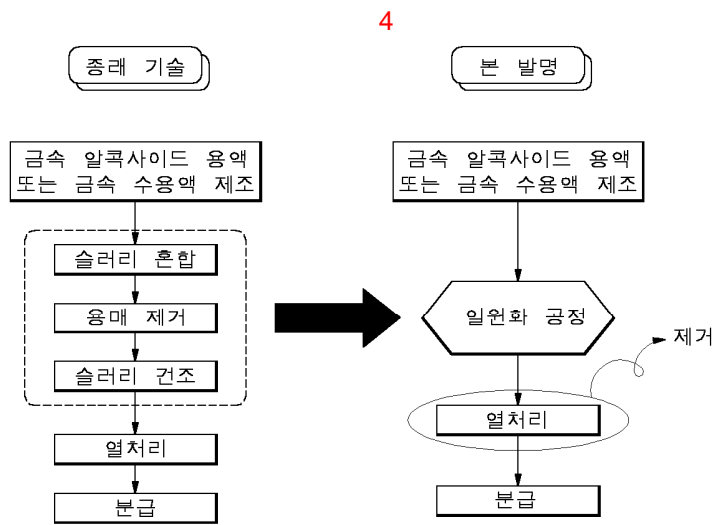 4
종래 기술
본 발명
금속 알콕사이드 용액
또는 금속 수용액 제조
금속 알콕사이드 용액
또는 금속 수용액 제조
슬러리 혼합
용매 제거
슬러리 건조
열처리
분급
일원화 공정
제거
열처리
분급